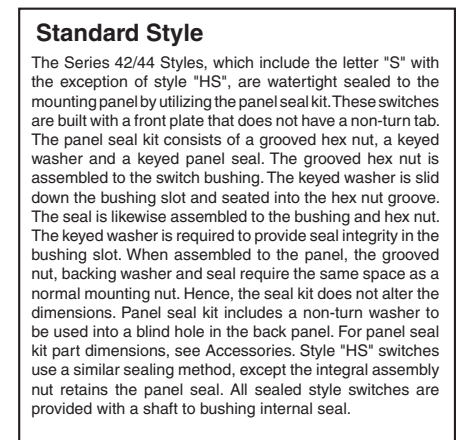 Standard Style
The Series 42/44 Styles, which include the letter "S" with
the exception of style "HS", are watertight sealed to the
mounting panel by utilizing the panel seal kit. These switches
are built with a front plate that does not have a non-turn tab.
The panel seal kit consists of a grooved hex nut, a keyed
washer and a keyed panel seal. The grooved hex nut is
assembled to the switch bushing. The keyed washer is slid
down the bushing slot and seated into the hex nut groove.
The seal is likewise assembled to the bushing and hex nut.
The keyed washer is required to provide seal integrity in the
bushing slot. When assembled to the panel, the grooved
nut, backing washer and seal require the same space as a
normal mounting nut. Hence, the seal kit does not alter the
dimensions. Panel seal kit includes a non-turn washer to
be used into a blind hole in the back panel. For panel seal
kit part dimensions, see Accessories. Style "HS" switches
use a similar sealing method, except the integral assembly
nut retains the panel seal. All sealed style switches are
provided with a shaft to bushing internal seal.